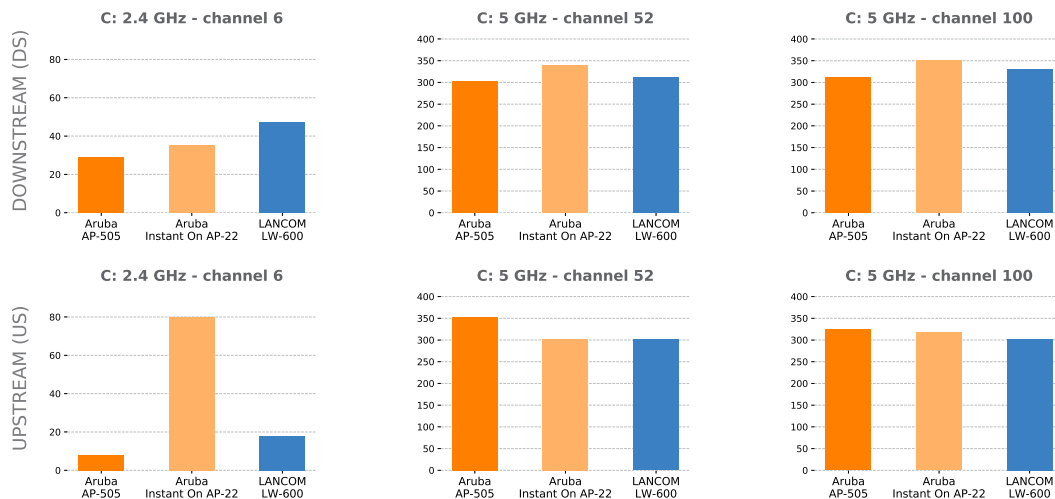 C: 2.4 GHz - channel 6
C: 5 GHz - channel 52
C: 5 GHz - channel 100
DOWNSTREAM (DS)
80
60
40
20
0
Aruba
AP-505
Aruba
Instant On AP-22
LANCOM
LW-600
400
350
300
250
200
150
100
50
0
Aruba
AP-505
Aruba
Instant On AP-22
LANCOM
LW-600
400
350
300
250
200
150
100
50
0
Aruba
AP-505
Aruba
Instant On AP-22
LANCOM
LW-600
C: 2.4 GHz - channel 6
C: 5 GHz - channel 52
C: 5 GHz - channel 100
UPSTREAM (US)
80
60
40
20
0
Aruba
AP-505
Aruba
Instant On AP-22
LANCOM
LW-600
400
350
300
250
200
150
100
50
0
Aruba
AP-505
Aruba
Instant On AP-22
LANCOM
LW-600
400
350
300
250
200
150
100
50
0
Aruba
AP-505
Aruba
Instant On AP-22
LANCOM
LW-600